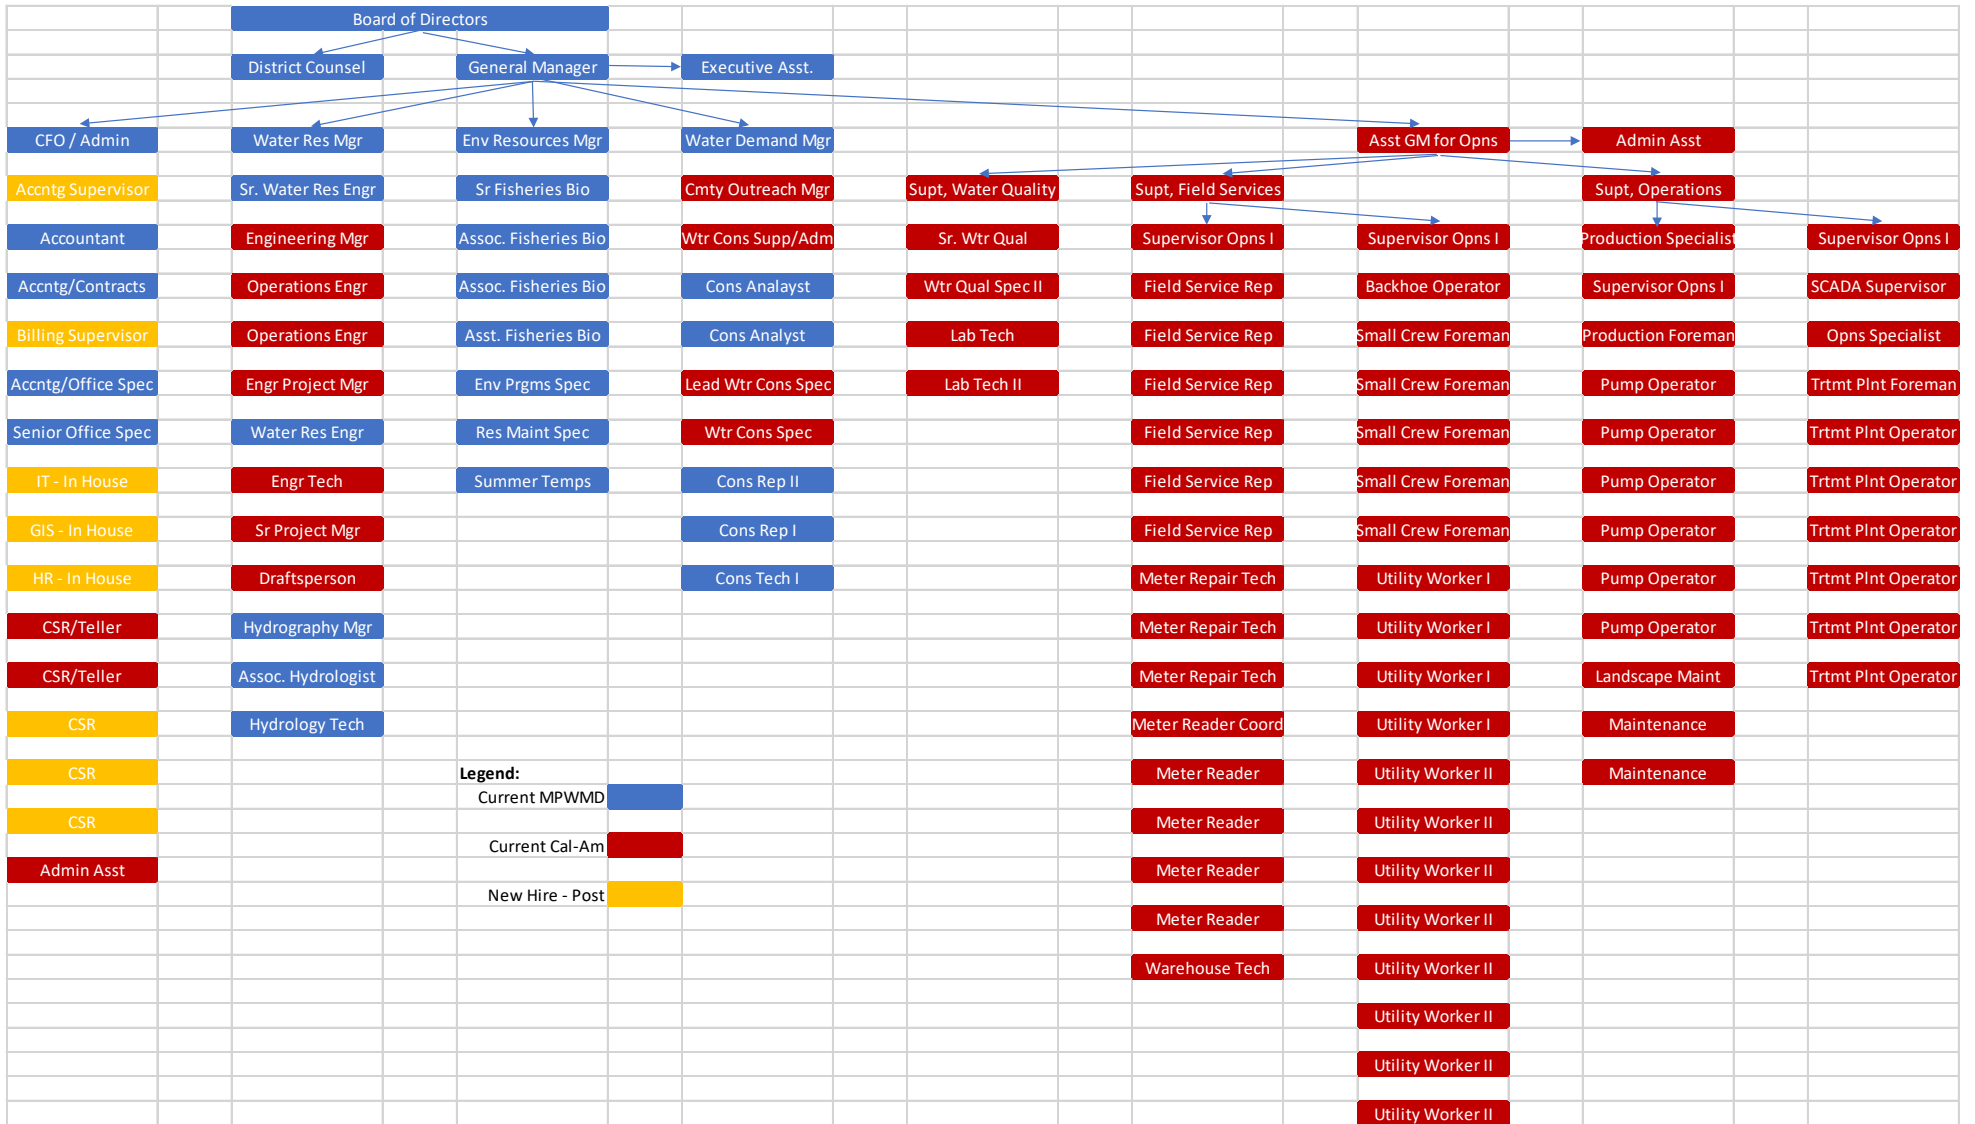 Board of Directors
District Counsel General Manager Executive Asst.
CFO / Admin Water Res Mgr Env Resources Mgr Water Demand Mgr Asst GM for Opns Admin Asst
Accntg Supervisor Sr. Water Res Engr Sr Fisheries Bio Cmty Outreach Mgr Supt, Water Quality Supt, Field Services Supt, Operations
Accountant Engineering Mgr Assoc. Fisheries Bio Wtr Cons Supp/Adm Sr. Wtr Qual Supervisor Opns I Supervisor Opns I Production Specialist Supervisor Opns I
Accntg/Contracts Operations Engr Assoc. Fisheries Bio Cons Analayst Wtr Qual Spec II Field Service Rep Backhoe Operator Supervisor Opns I SCADA Supervisor
Billing Supervisor Operations Engr Asst. Fisheries Bio Cons Analyst Lab Tech Field Service Rep Small Crew Foreman Production Foreman Opns Specialist
Accntg/Office Spec Engr Project Mgr Env Prgms Spec Lead Wtr Cons Spec Lab Tech II Field Service Rep Small Crew Foreman Pump Operator Trtmt Plnt Foreman
Senior Office Spec Water Res Engr Res Maint Spec Wtr Cons Spec Field Service Rep Small Crew Foreman Pump Operator Trtmt Plnt Operator
IT - In House Engr Tech Summer Temps Cons Rep II Field Service Rep Small Crew Foreman Pump Operator Trtmt Plnt Operator
GIS - In House Sr Project Mgr Cons Rep I Field Service Rep Small Crew Foreman Pump Operator Trtmt Plnt Operator
HR - In House Draftsperson Cons Tech I Meter Repair Tech Utility Worker I Pump Operator Trtmt Plnt Operator
CSR/Teller Hydrography Mgr Meter Repair Tech Utility Worker I Pump Operator Trtmt Plnt Operator
CSR/Teller Assoc. Hydrologist Meter Repair Tech Utility Worker I Landscape Maint Trtmt Plnt Operator
CSR Hydrology Tech Meter Reader Coord Utility Worker I Maintenance
CSR Legend: Meter Reader Utility Worker II Maintenance
Current MPWMD
CSR Meter Reader Utility Worker II
Current Cal-Am
Admin Asst Meter Reader Utility Worker II
New Hire - Post
Meter Reader Utility Worker II
Warehouse Tech Utility Worker II
Utility Worker II
Utility Worker II
Utility Worker II